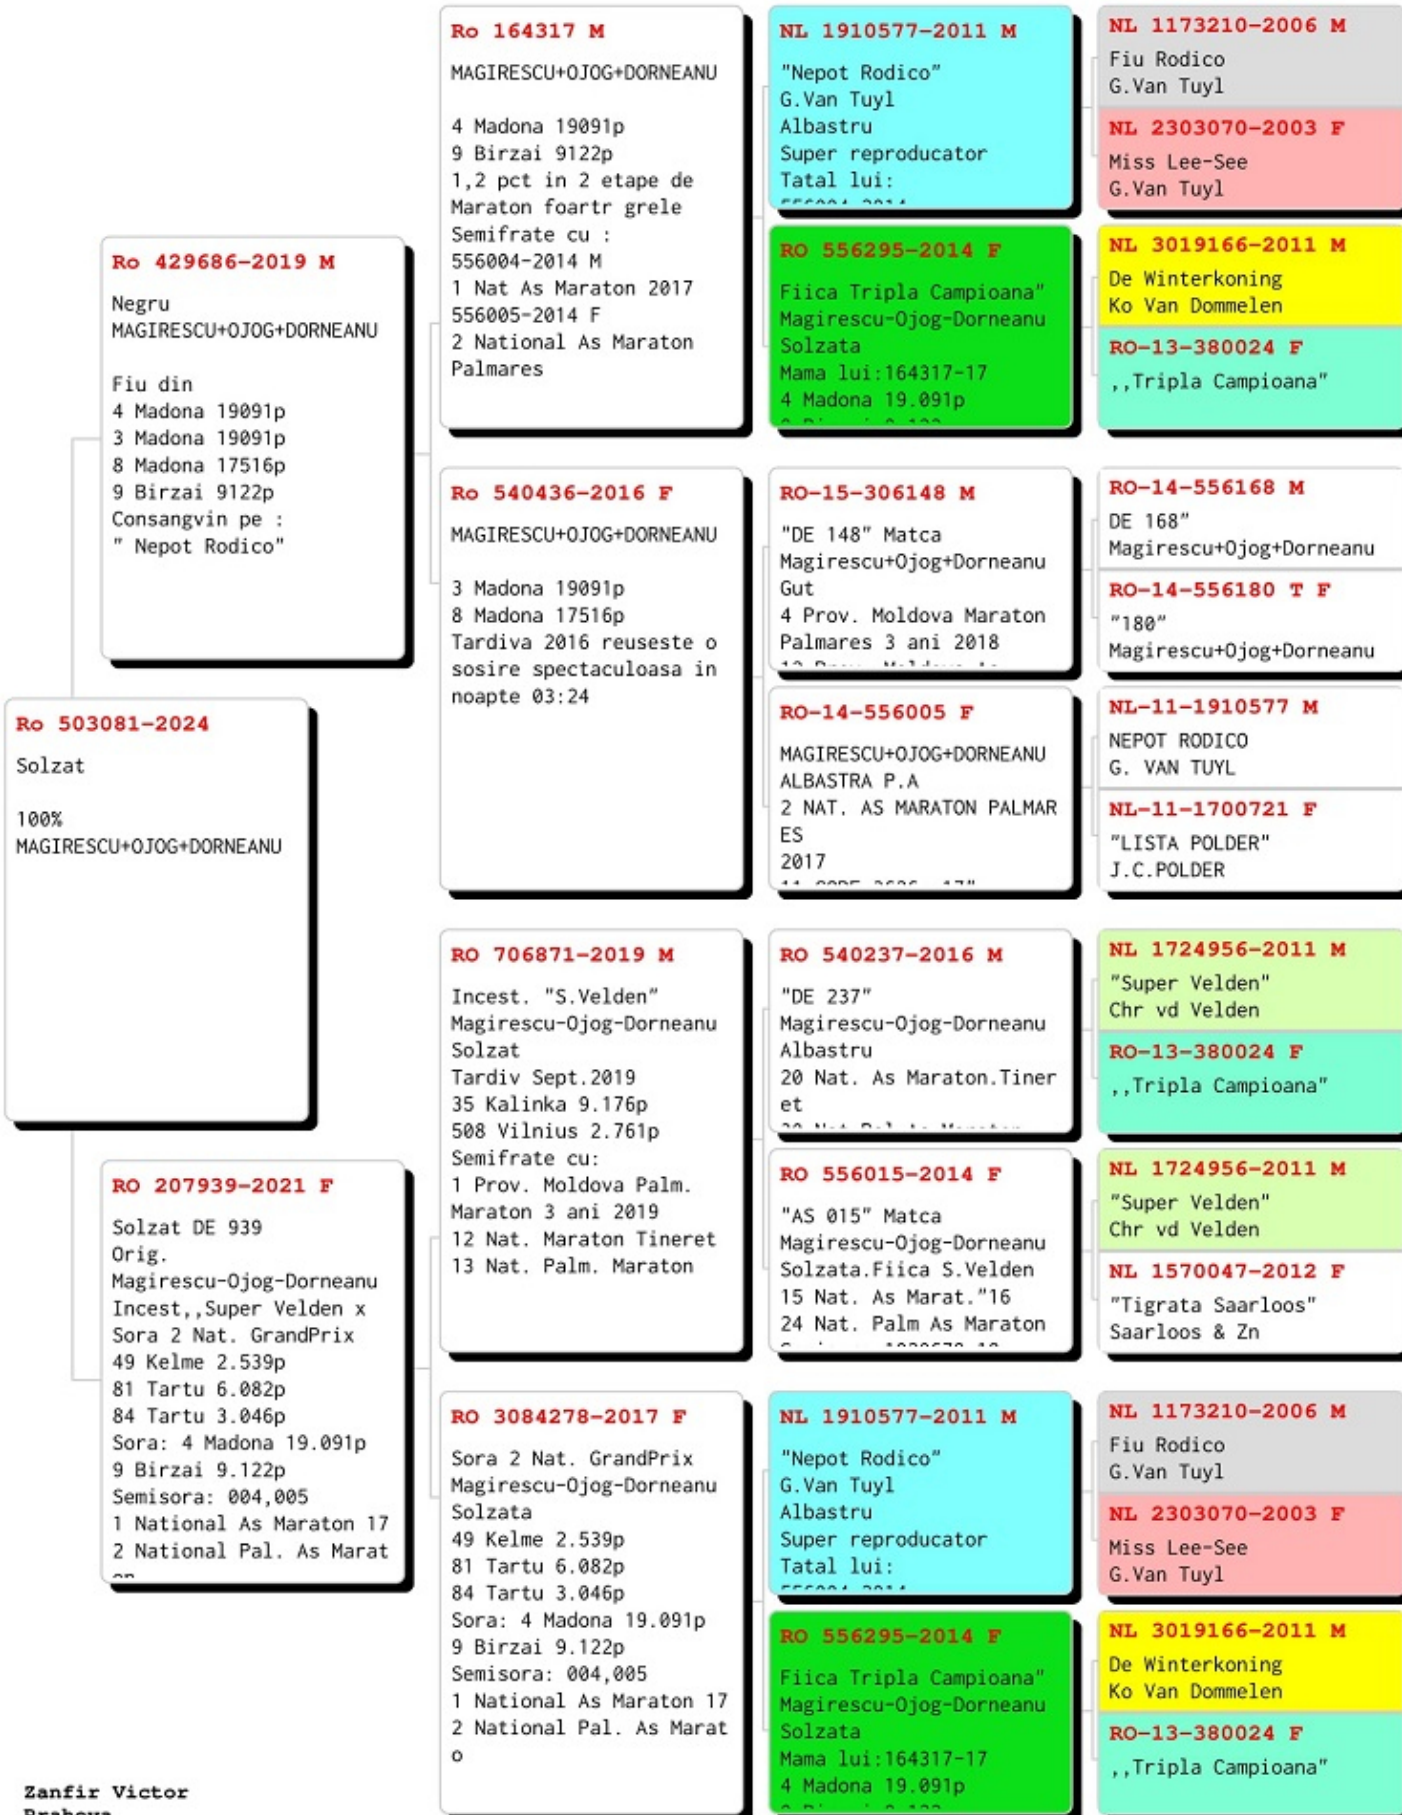 Ro 503081-2024
Solzat
100%
MAGIRESCU+OJOG+DORNEANU
Ro 429686-2019 M
Negru
MAGIRESCU+OJOG+DORNEANU
Fiu din
4 Madona 19091p
3 Madona 19091p
8 Madona 17516p
9 Birzai 9122p
Consangvin pe :
" Nepot Rodico"
RO 207939-2021 F
Solzat DE 939
Orig.
Magirescu-Ojog-Dorneanu
Incest,,Super Velden x
Sora 2 Nat. GrandPrix
49 Kelme 2.539p
81 Tartu 6.082p
84 Tartu 3.046p
Sora: 4 Madona 19.091p
9 Birzai 9.122p
Semisora: 004,005
1 National As Maraton 17
2 National Pal. As Marat
Ro 164317 M
MAGIRESCU+OJOG+DORNEANU
4 Madona 19091p
9 Birzai 9122p
1,2 pct in 2 etape de
Maraton foartr grele
Semifrate cu :
556004-2014 M
1 Nat As Maraton 2017
556005-2014 F
2 National As Maraton
Palmares
Ro 540436-2016 F
MAGIRESCU+OJOG+DORNEANU
3 Madona 19091p
8 Madona 17516p
Tardiva 2016 reuseste o
sosire spectaculoasa in
noapte 03:24
RO 706871-2019 M
Incest. "S.Velden"
Magirescu-Ojog-Dorneanu
Solzat
Tardiv Sept.2019
35 Kalinka 9.176p
508 Vilnius 2.761p
Semifrate cu:
1 Prov. Moldova Palm.
Maraton 3 ani 2019
12 Nat. Maraton Tineret
13 Nat. Palm. Maraton
RO 3084278-2017 F
Sora 2 Nat. GrandPrix
Magirescu-Ojog-Dorneanu
Solzata
49 Kelme 2.539p
81 Tartu 6.082p
84 Tartu 3.046p
Sora: 4 Madona 19.091p
9 Birzai 9.122p
Semisora: 004,005
1 National As Maraton 17
2 National Pal. As Marat
o
NL 1910577-2011 M
"Nepot Rodico"
G.Van Tuyl
Albastru
Super reproducator
Tatal lui:
RO 556295-2014 F
Fiica Tripla Campioana"
Magirescu-Ojog-Dorneanu
Solzata
Mama lui:164317-17
4 Madona 19.091p
RO-15-306148 M
"DE 148" Matca
Magirescu+Ojog+Dorneanu
Gut
4 Prov. Moldova Maraton
Palmares 3 ani 2018
RO-14-556005 F
MAGIRESCU+OJOG+DORNEANU
ALBASTRA P.A
2 NAT. AS MARATON PALMAR
ES
2017
RO 540237-2016 M
"DE 237"
Magirescu-Ojog-Dorneanu
Albastru
20 Nat. As Maraton.Tiner
et
RO 556015-2014 F
"AS 015" Matca
Magirescu-Ojog-Dorneanu
Solzata.Fiica S.Velden
15 Nat. As Marat."16
24 Nat. Palm As Maraton
NL 1910577-2011 M
"Nepot Rodico"
G.Van Tuyl
Albastru
Super reproducator
Tatal lui:
RO 556295-2014 F
Fiica Tripla Campioana"
Magirescu-Ojog-Dorneanu
Solzata
Mama lui:164317-17
4 Madona 19.091p
NL 1173210-2006 M
Fiu Rodico
G.Van Tuyl
NL 2303070-2003 F
Miss Lee-See
G.Van Tuyl
NL 3019166-2011 M
De Winterkoning
Ko Van Dommelen
RO-13-380024 F
,,Tripla Campioana"
RO-14-556168 M
DE 168"
Magirescu+Ojog+Dorneanu
RO-14-556180 T F
"180"
Magirescu+Ojog+Dorneanu
NL-11-1910577 M
NEPOT RODICO
G. VAN TUYL
NL-11-1700721 F
"LISTA POLDER"
J.C.POLDER
NL 1724956-2011 M
"Super Velden"
Chr vd Velden
RO-13-380024 F
,,Tripla Campioana"
NL 1724956-2011 M
"Super Velden"
Chr vd Velden
NL 1570047-2012 F
"Tigrata Saarloos"
Saarloos & Zn
NL 1173210-2006 M
Fiu Rodico
G.Van Tuyl
NL 2303070-2003 F
Miss Lee-See
G.Van Tuyl
NL 3019166-2011 M
De Winterkoning
Ko Van Dommelen
RO-13-380024 F
,,Tripla Campioana"
Zanfir Victor